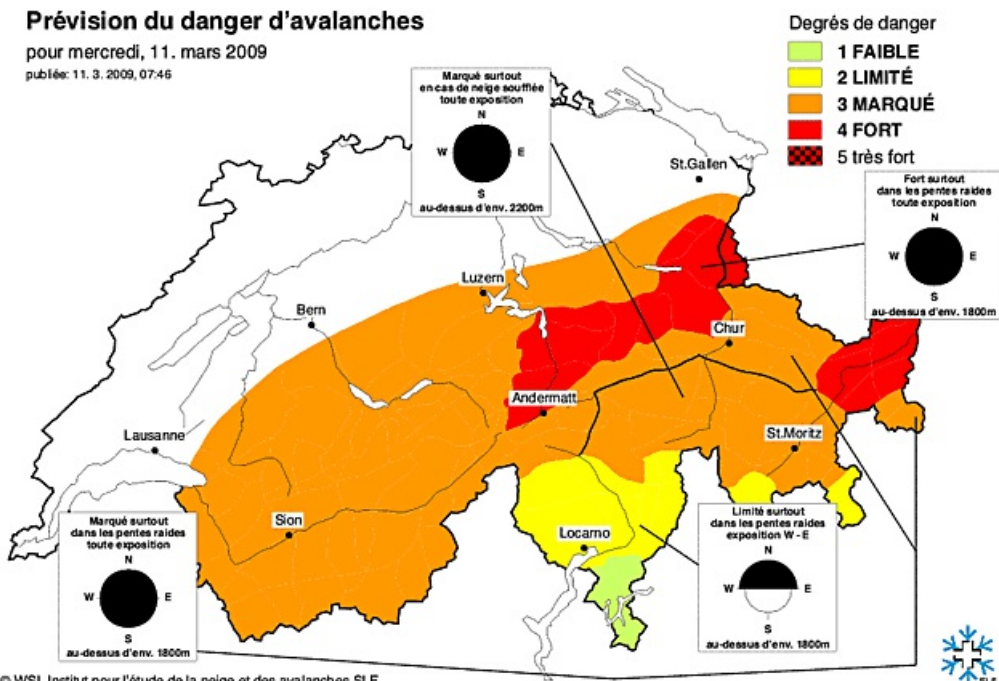 Prévision du danger d'avalanches
pour mercredi, 11. mars 2009
publiée: 11. 3. 2009, 07:46
Degrés de danger
1 FAIBLE
2 LIMITÉ
3 MARQUÉ
4 FORT
5 très fort
Marqué surtout
en cas de neige soufflée
toute exposition
N
W E
S
au-dessus d'env. 2200m
St.Gallen
Fort surtout
dans les pentes raides
toute exposition
N
W E
S
au-dessus d'env. 1800m
Luzern
Bern
Chur
Andermatt
Lausanne
St.Moritz
Sion
Locarno
Marqué surtout
dans les pentes raides
toute exposition
N
W E
S
au-dessus d'env. 1800m
Limité surtout
dans les pentes raides
exposition W - E
N
W E
S
au-dessus d'env. 1800m
© WSL Institut pour l'étude de la neige et des avalanches SLF
SLF